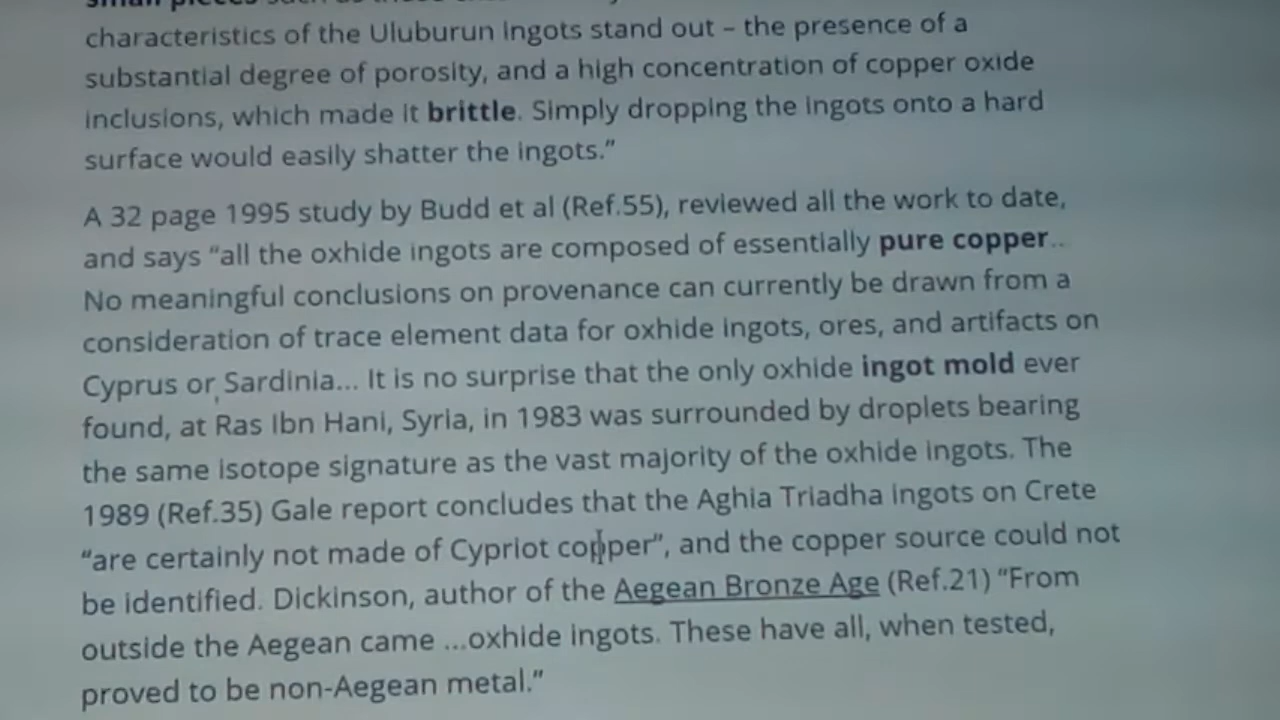 small pieces
characteristics of the Uluburun ingots stand out – the presence of a
substantial degree of porosity, and a high concentration of copper oxide
inclusions, which made it brittle. Simply dropping the ingots onto a hard
surface would easily shatter the ingots.”
A 32 page 1995 study by Budd et al (Ref.55), reviewed all the work to date,
and says “all the oxhide ingots are composed of essentially pure copper..
No meaningful conclusions on provenance can currently be drawn from a
consideration of trace element data for oxhide ingots, ores, and artifacts on
Cyprus or Sardinia... It is no surprise that the only oxhide ingot mold ever
found, at Ras Ibn Hani, Syria, in 1983 was surrounded by droplets bearing
the same isotope signature as the vast majority of the oxhide ingots. The
1989 (Ref.35) Gale report concludes that the Aghia Triadha ingots on Crete
“are certainly not made of Cypriot copper”, and the copper source could not
be identified. Dickinson, author of the Aegean Bronze Age (Ref.21) “From
outside the Aegean came ...oxhide ingots. These have all, when tested,
proved to be non-Aegean metal.”